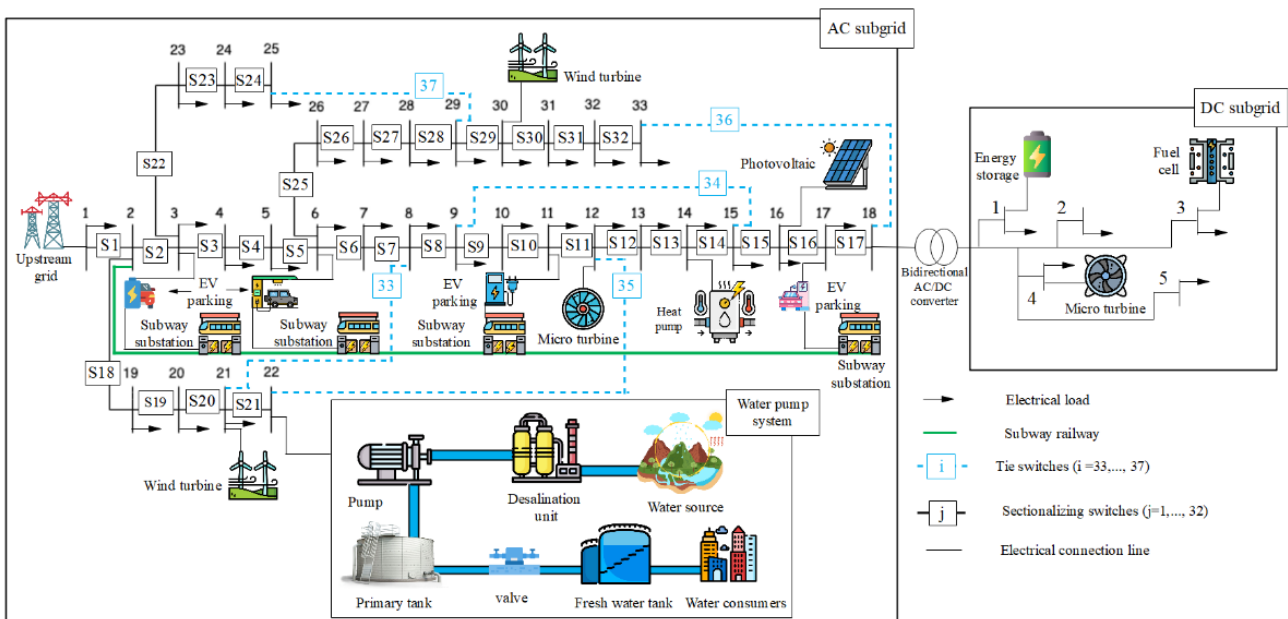 AC subgrid
DC subgrid
23 24 25
S23 S24
37
Wind turbine
26 27 28 29 30 31 32 33
S26 S27 S28 S29 S30 S31 S32
36
S22
S25
34
Photovoltaic
Energy
storage
Fuel
cell
1 2 3 4 5 6 7 8 9 10 11 12 13 14 15 16 17 18
S1 S2 S3 S4 S5 S6 S7 S8 S9 S10 S11 S12 S13 S14 S15 S16 S17
Upstream
grid
Bidirectional
AC/DC
converter
1 2 3
4 5
Micro turbine
33
35
EV
parking
EV
parking
EV
parking
Subway
substation
Subway
substation
Subway
substation
Micro turbine
Heat
pump
Subway
substation
S18
19 20 21 22
S19 S20 S21
Wind turbine
Water pump
system
Pump
Desalination
unit
Water source
Primary tank
valve
Fresh water tank
Water consumers
Electrical load
Subway railway
i
Tie switches (i =33,..., 37)
j
Sectionalizing switches (j=1,..., 32)
Electrical connection line